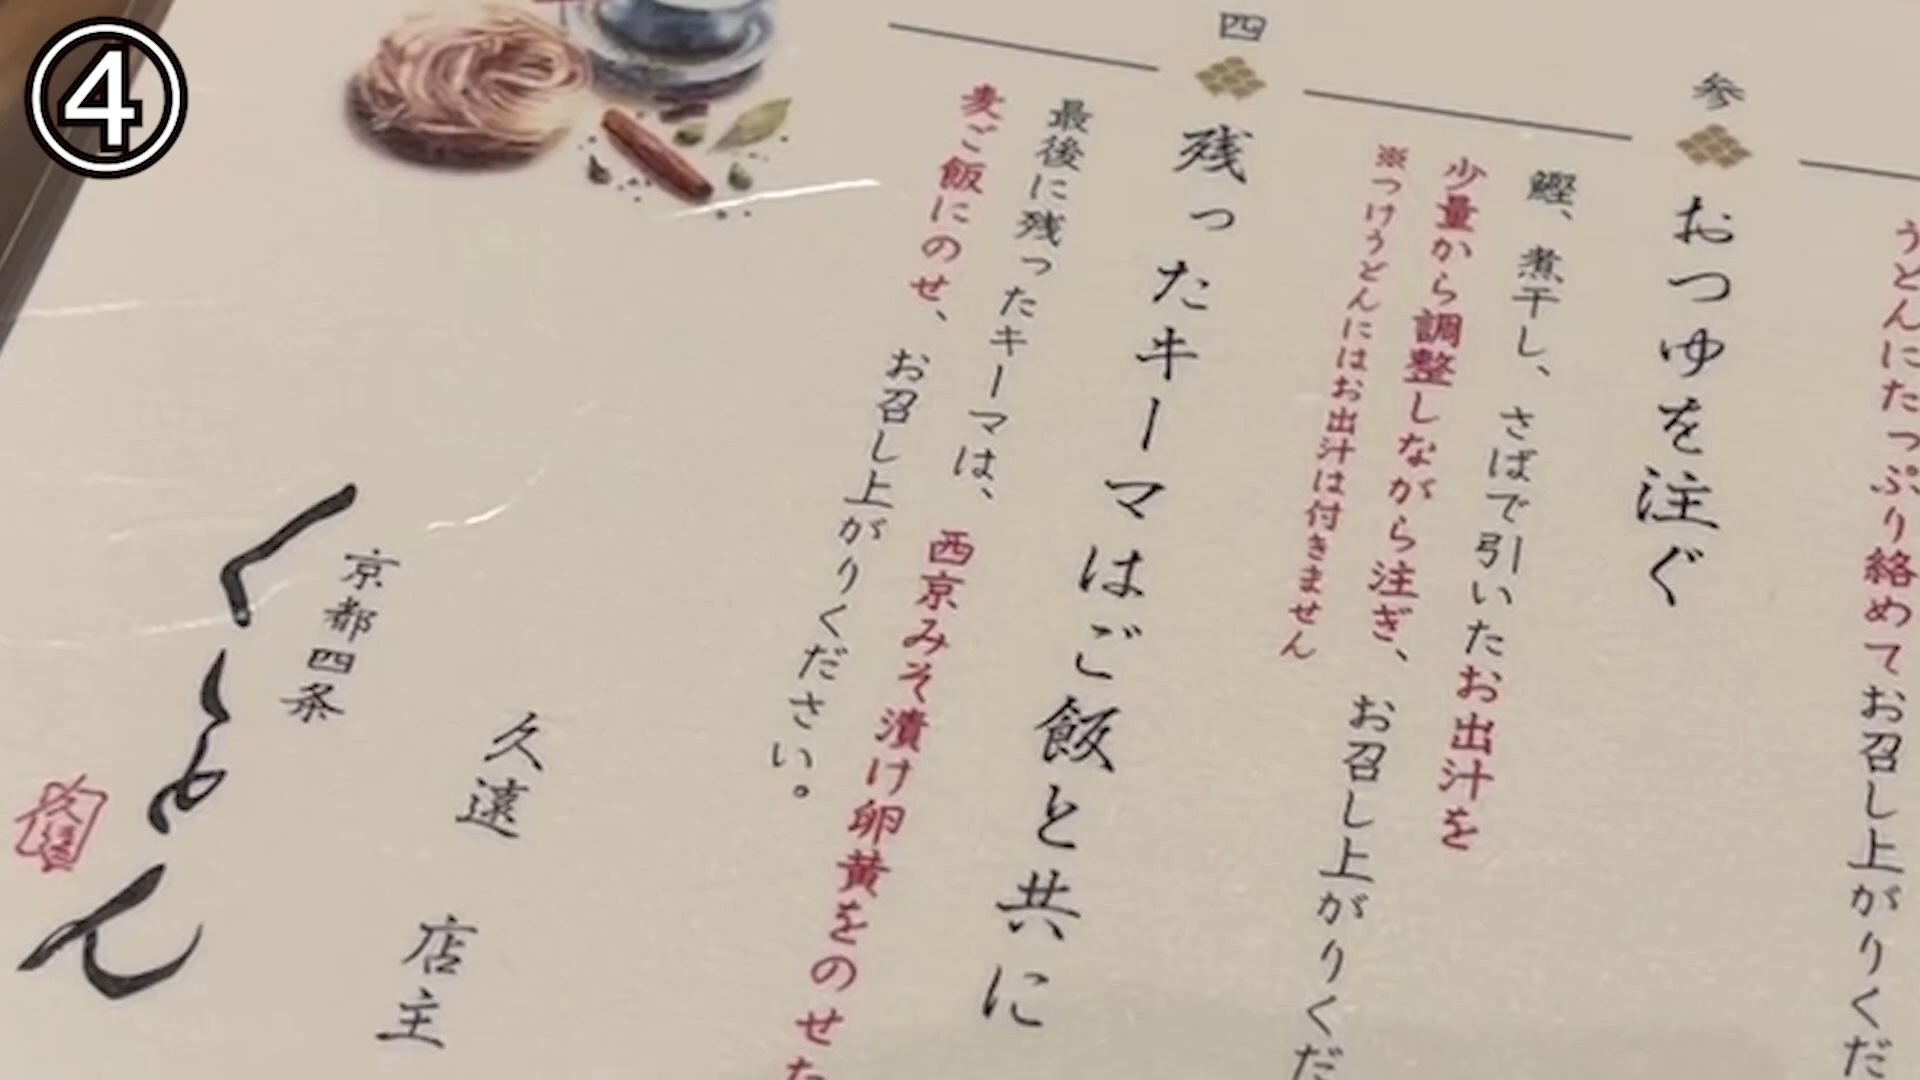 ④
うどんにたっぷり絡めてお召し上がりくだ
参
おつゆを注ぐ
鰹、煮干し、さばで引いたお出汁を
少量から調整しながら注ぎ、お召し上がりくだ
※つけうどんにはお出汁は付きません
四
残ったキーマはご飯と共に
最後に残ったキーマは、西京みそ漬け卵黄をのせた
麦ご飯にのせ、お召し上がりください。
久遠 店主
京都四条
くをん
久遠